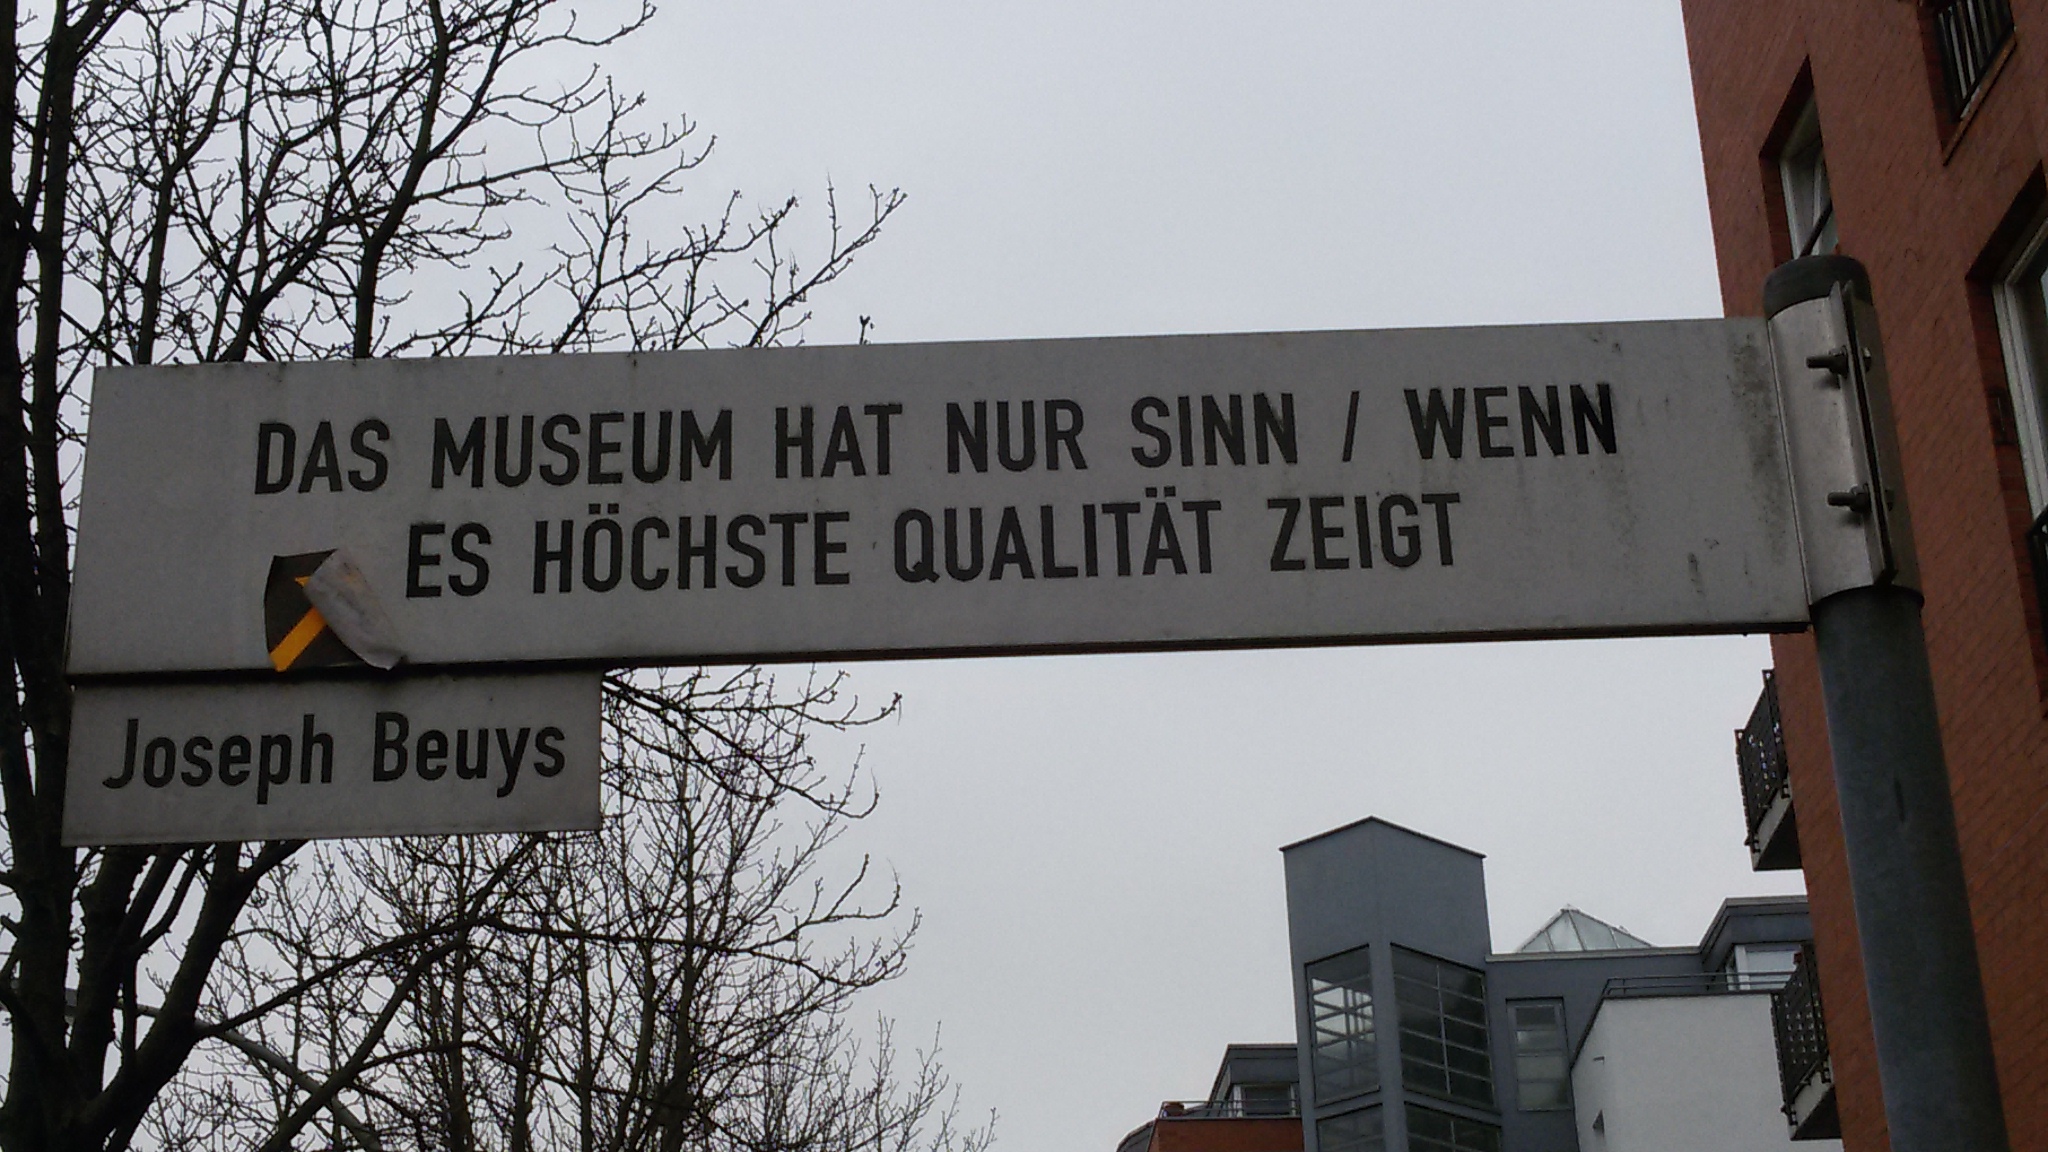 DAS MUSEUM HAT NUR SINN / WENN
ES HÖCHSTE QUALITÄT ZEIGT
Joseph Beuys